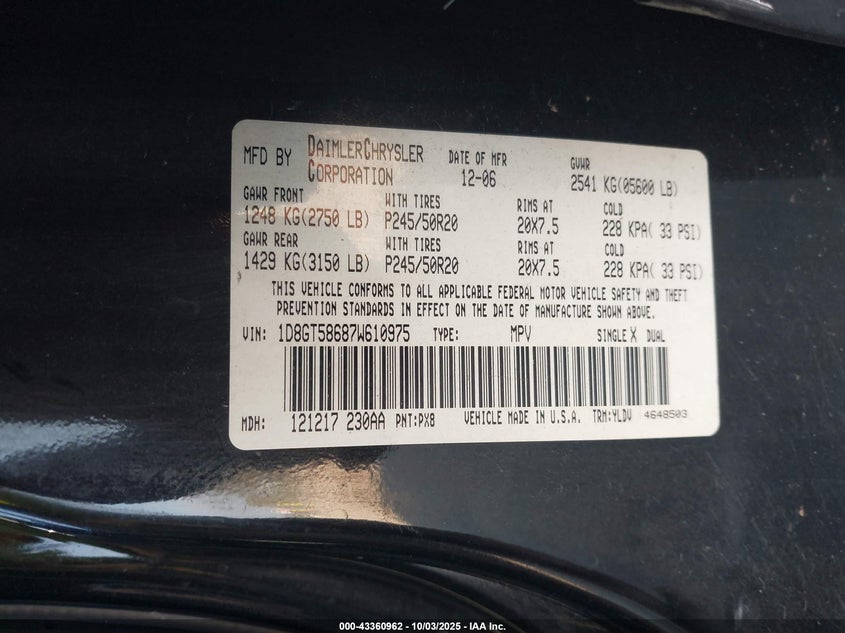 MFD BY DAIMLERCHRYSLER CORPORATION DATE OF MFR 12-06 GVWR 2541 KG(05600 LB)
GAWR FRONT WITH TIRES RIMS AT COLD
1248 KG(2750 LB) P245/50R20 20X7.5 228 KPA( 33 PSI)
GAWR REAR WITH TIRES RIMS AT COLD
1429 KG(3150 LB) P245/50R20 20X7.5 228 KPA( 33 PSI)
THIS VEHICLE CONFORMS TO ALL APPLICABLE FEDERAL MOTOR VEHICLE SAFETY AND THEFT
PREVENTION STANDARDS IN EFFECT ON THE DATE OF MANUFACTURE SHOWN ABOVE.
VIN: 1D8GT58687W610975 TYPE: MPV SINGLE X DUAL
MDH: 121217 230AA PNT:PX8 VEHICLE MADE IN U.S.A. TRM:YLDV 4648503
000-43360962 - 10/03/2025 - IAA Inc.